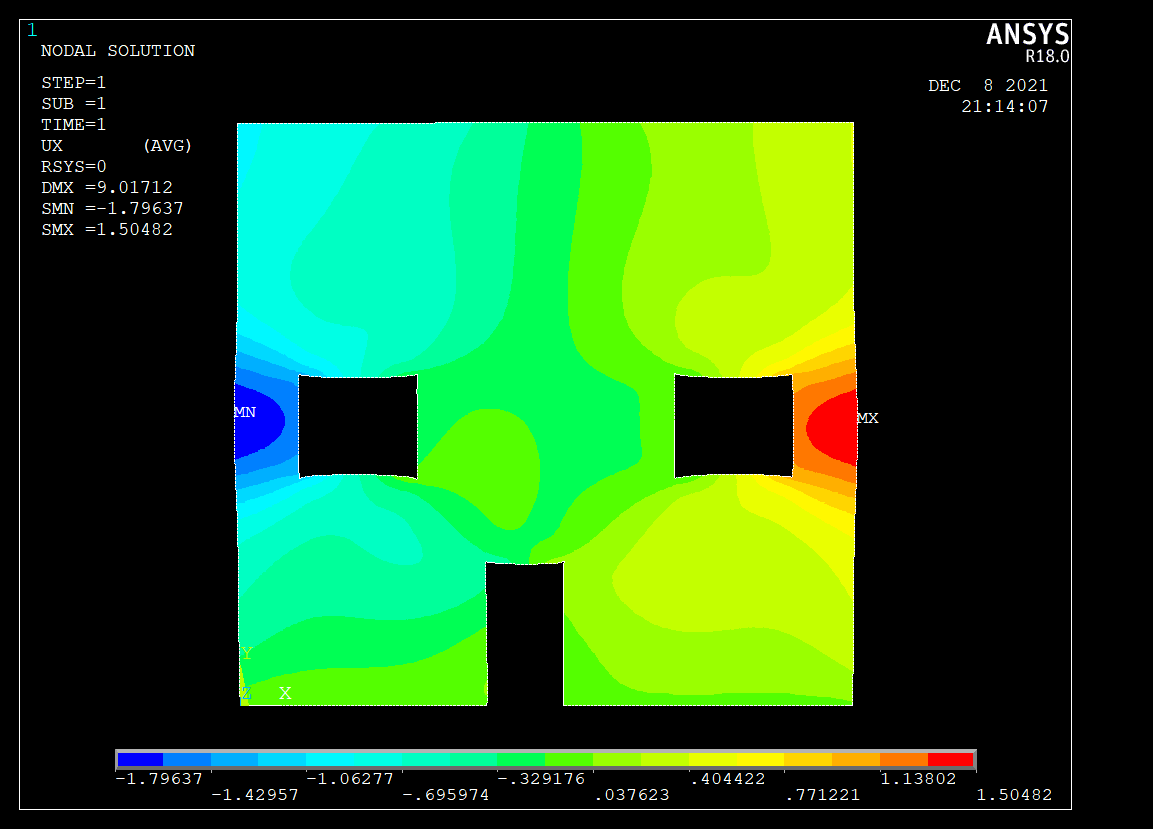 1
NODAL SOLUTION
STEP=1
SUB =1
TIME=1
UX (AVG)
RSYS=0
DMX =9.01712
SMN =-1.79637
SMX =1.50482
ANSYS
R18.0
DEC 8 2021
21:14:07
MN
MX
Y
Z X
-1.79637 -1.06277 -.329176 .404422 1.13802
-1.42957 -.695974 .037623 .771221 1.50482